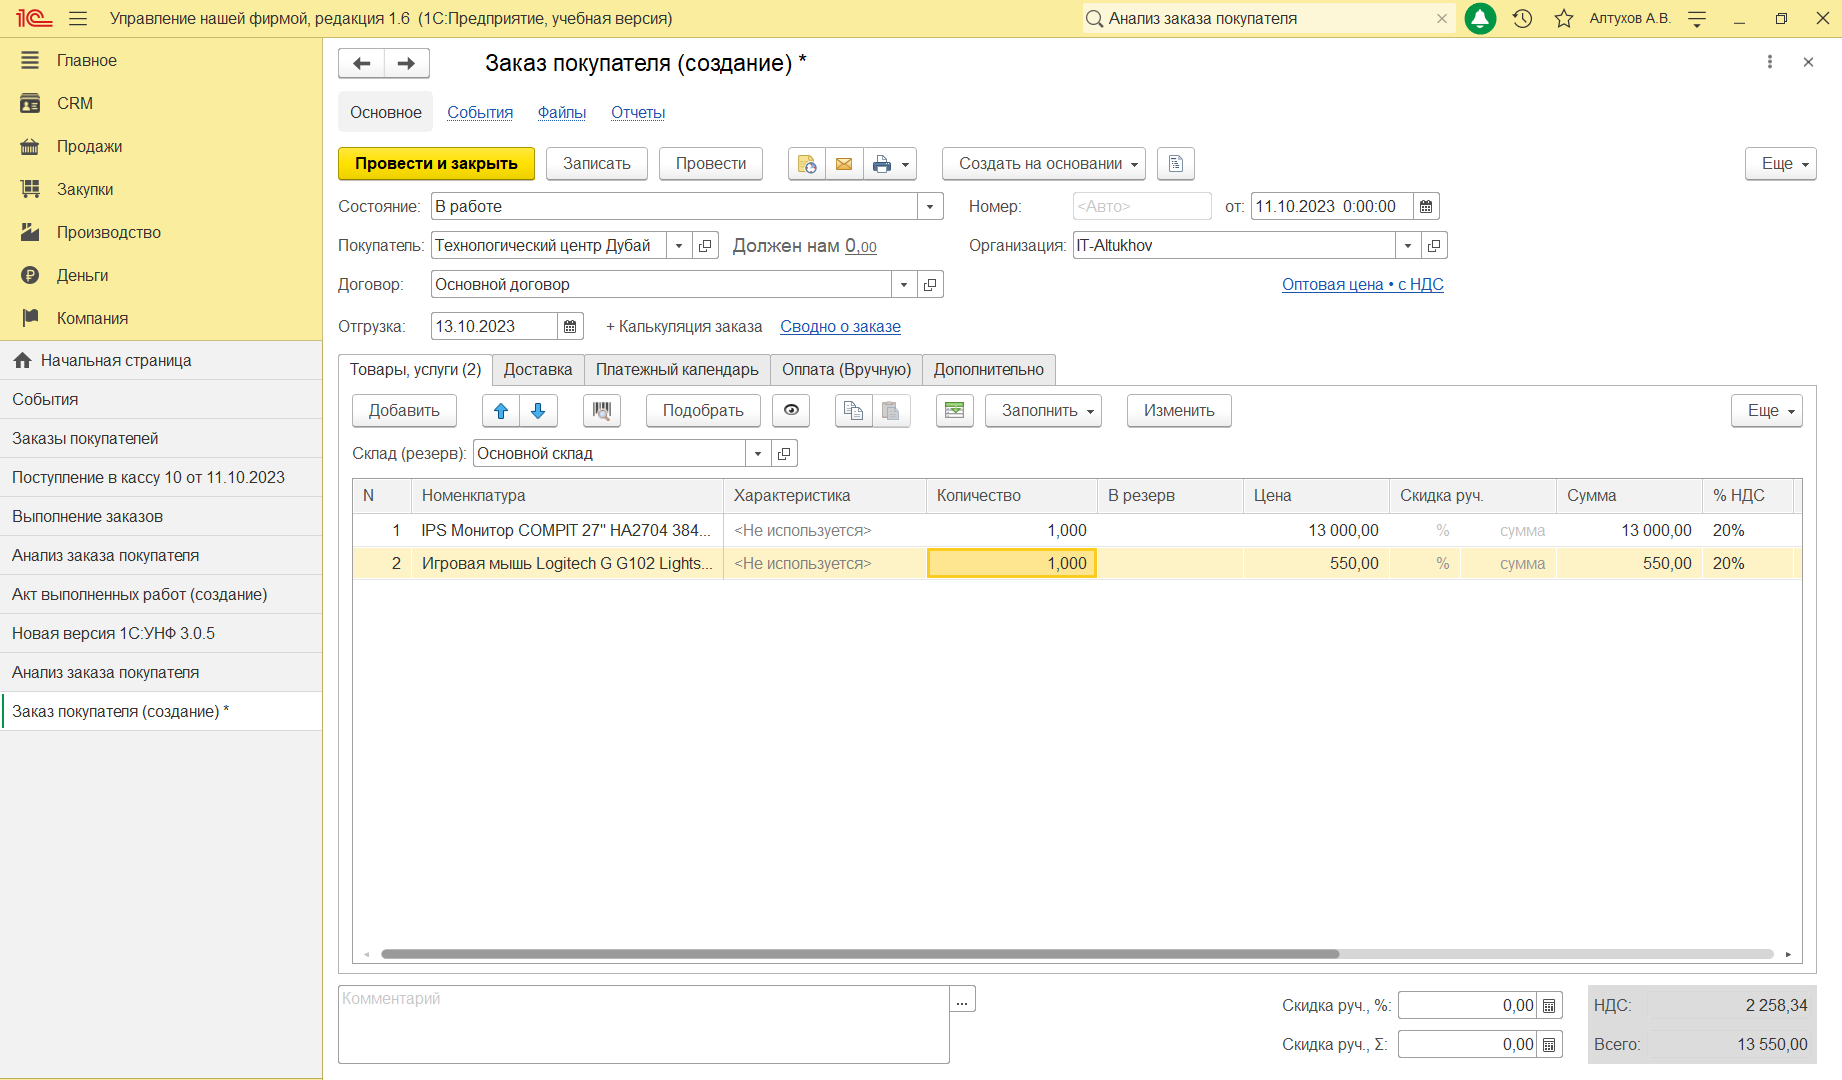 Управление нашей фирмой, редакция 1.6 (1С:Предприятие, учебная версия)
Анализ заказа покупателя
Алтухов А.В.
Главное
CRM
Продажи
Закупки
Производство
Деньги
Компания
Начальная страница
События
Заказы покупателей
Поступление в кассу 10 от 11.10.2023
Выполнение заказов
Анализ заказа покупателя
Акт выполненных работ (создание)
Новая версия 1С:УНФ 3.0.5
Анализ заказа покупателя
Заказ покупателя (создание) *
Заказ покупателя (создание) *
Основное События Файлы Отчеты
Провести и закрыть Записать Провести Создать на основании Еще
Состояние: В работе Номер: <Авто> от: 11.10.2023 0:00:00
Покупатель: Технологический центр Дубай Должен нам 0,00 Организация: IT-Altukhov
Договор: Основной договор Оптовая цена • с НДС
Отгрузка: 13.10.2023 + Калькуляция заказа Сводно о заказе
Товары, услуги (2) Доставка Платежный календарь Оплата (Вручную) Дополнительно
Добавить Подобрать Заполнить Изменить Еще
Склад (резерв): Основной склад
N Номенклатура Характеристика Количество В резерв Цена Скидка руч. Сумма % НДС
1 IPS Монитор COMPIT 27" HA2704 384... <Не используется> 1,000 13 000,00 % сумма 13 000,00 20%
2 Игровая мышь Logitech G G102 Lights... <Не используется> 1,000 550,00 % сумма 550,00 20%
Комментарий ...
Скидка руч., %: 0,00 НДС: 2 258,34
Скидка руч., Σ: 0,00 Всего: 13 550,00